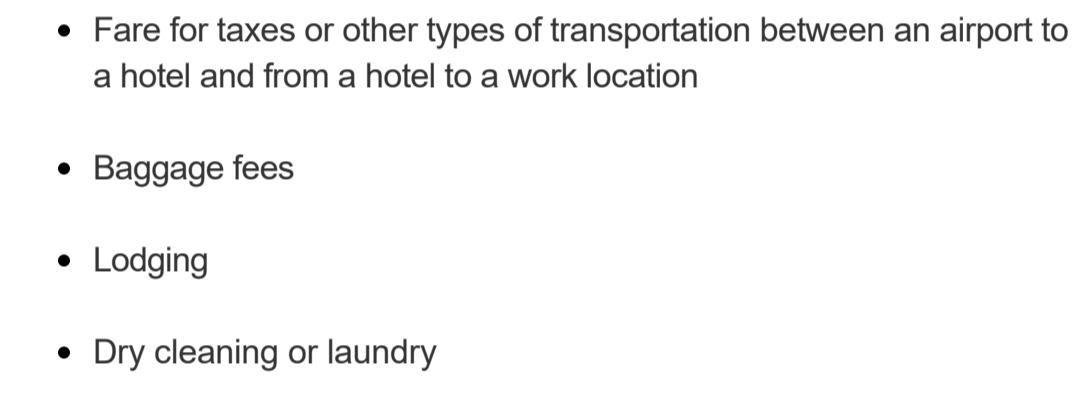 • Fare for taxes or other types of transportation between an airport to
a hotel and from a hotel to a work location
• Baggage fees
• Lodging
• Dry cleaning or laundry